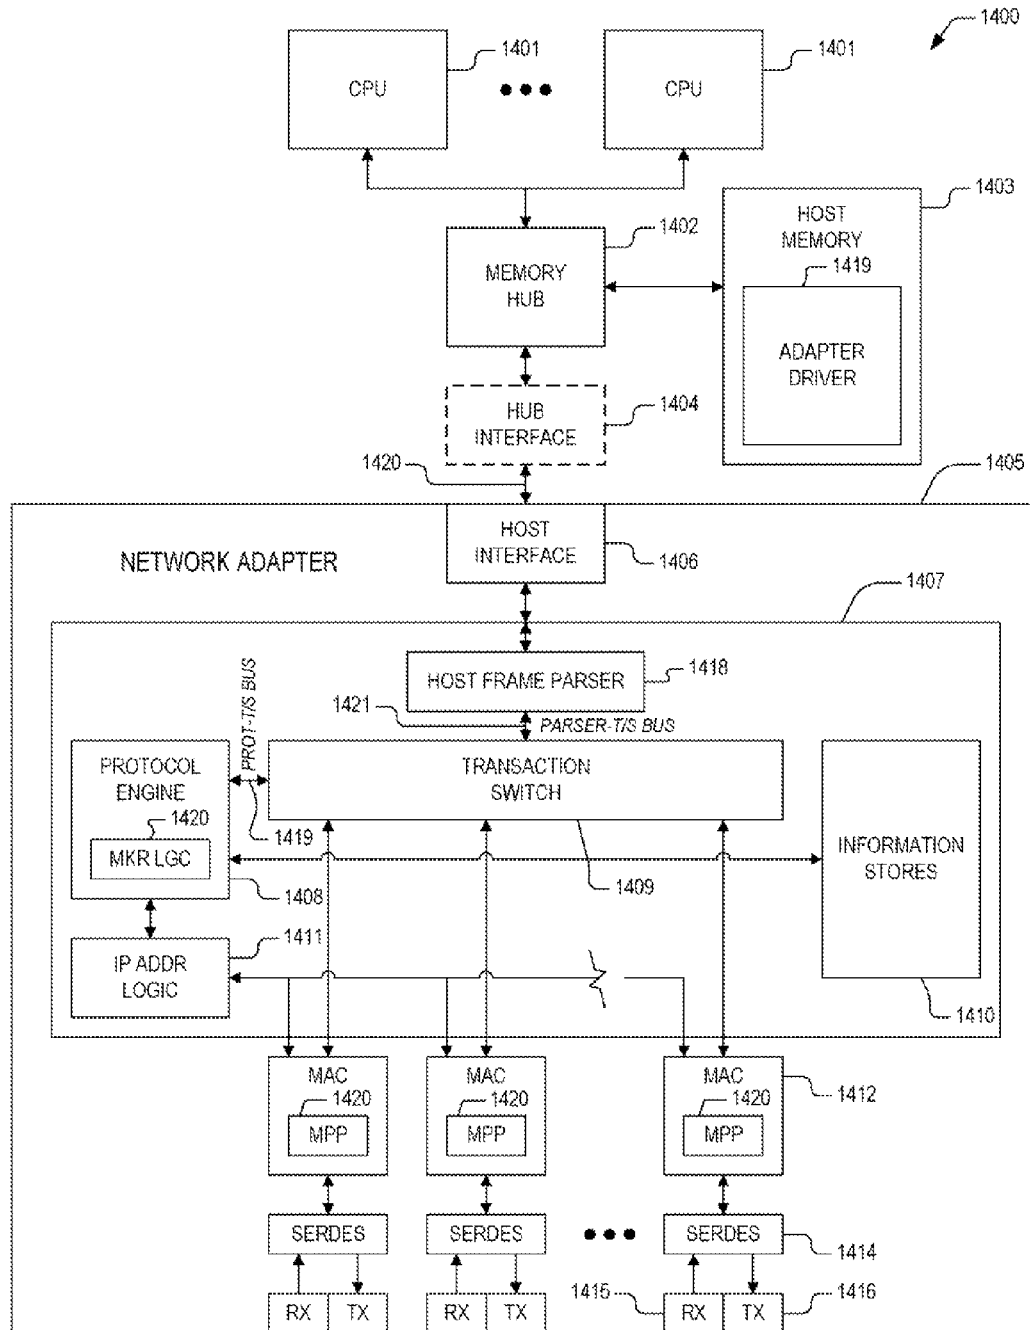 1400
1401
1401
CPU
CPU
1403
HOST
MEMORY
1402
1419
MEMORY
HUB
ADAPTER
DRIVER
1404
HUB
INTERFACE
1420
1405
HOST
INTERFACE
1406
NETWORK ADAPTER
1407
HOST FRAME PARSER
1418
1421
PARSER-T/S BUS
PROT-T/S BUS
PROTOCOL
ENGINE
TRANSACTION
SWITCH
1420
1419
MKR LGC
INFORMATION
STORES
1408
1409
1411
IP ADDR
LOGIC
1410
MAC
MAC
MAC
1412
1420
1420
1420
MPP
MPP
MPP
SERDES
SERDES
SERDES
1414
1415
1416
RX
TX
RX
TX
RX
TX